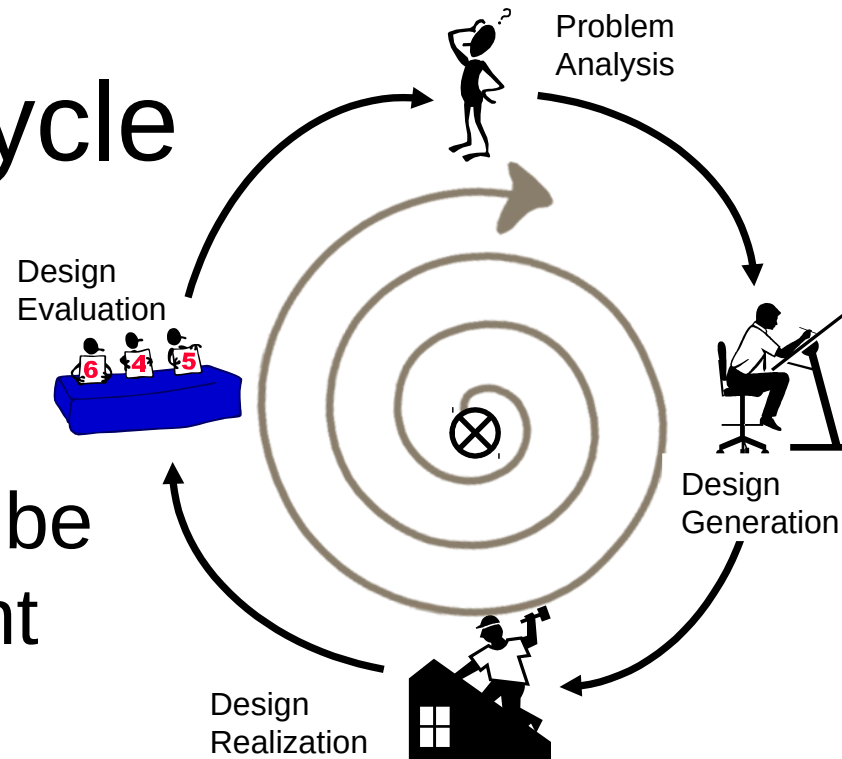 Problem
Analysis
?
ycle
Design
Evaluation
6 4 5
be
nt
Design
Generation
Design
Realization